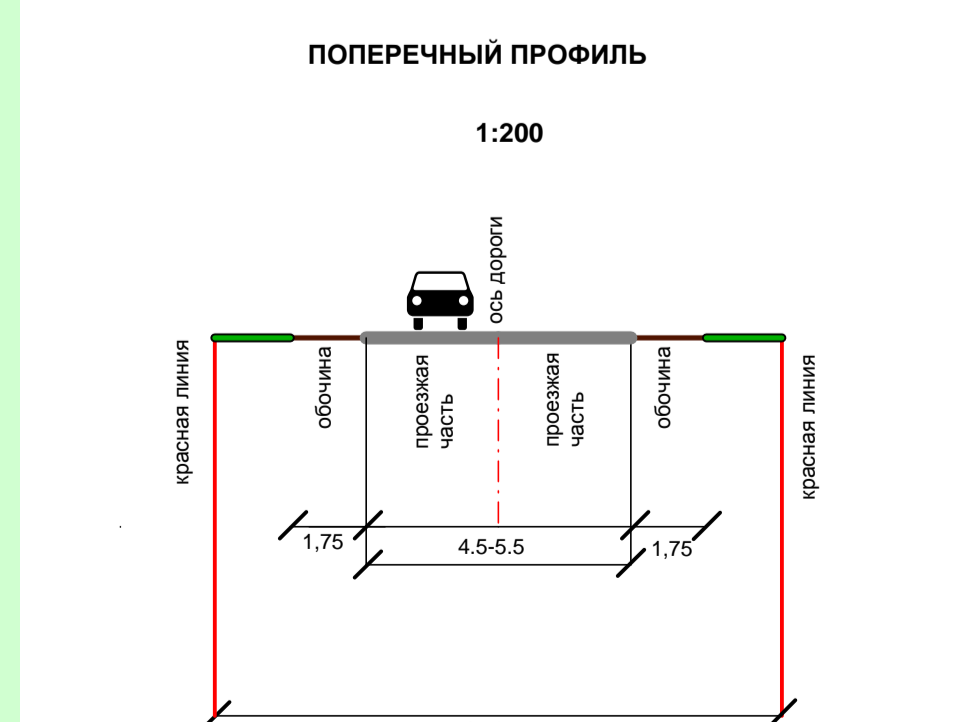 ПОПЕРЕЧНЫЙ ПРОФИЛЬ
1:200
ось дороги
красная линия
обочина
проезжая
часть
проезжая
часть
обочина
красная линия
1,75
4.5-5.5
1,75